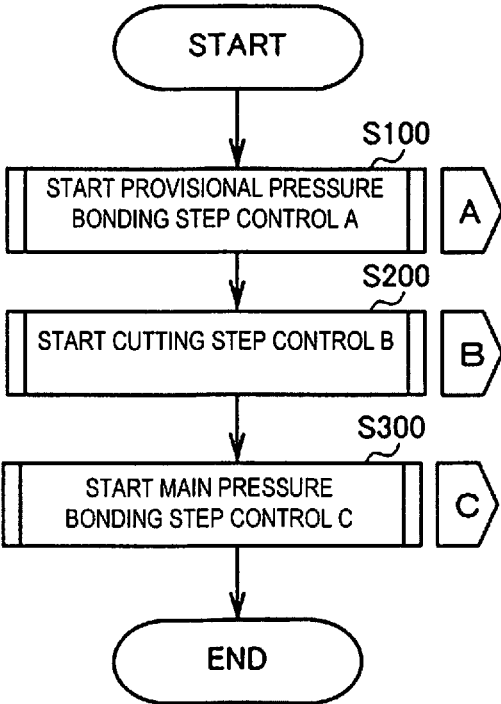 START
S100
START PROVISIONAL PRESSURE
BONDING STEP CONTROL A
A
S200
START CUTTING STEP CONTROL B
B
S300
START MAIN PRESSURE
BONDING STEP CONTROL C
C
END